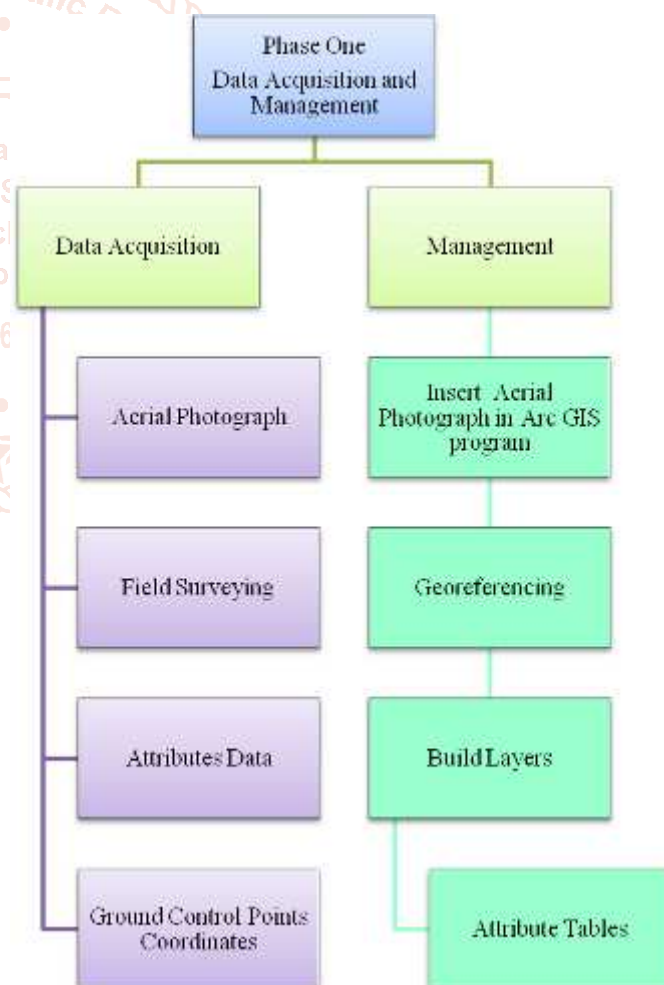 Phase One
Data Acquisition and
Management
Data Acquisition
Management
Aerial Photograph
Insert Aerial
Photograph in Arc GIS
program
Field Surveying
Georeferencing
Attributes Data
Build Layers
Ground Control Points
Coordinates
Attribute Tables